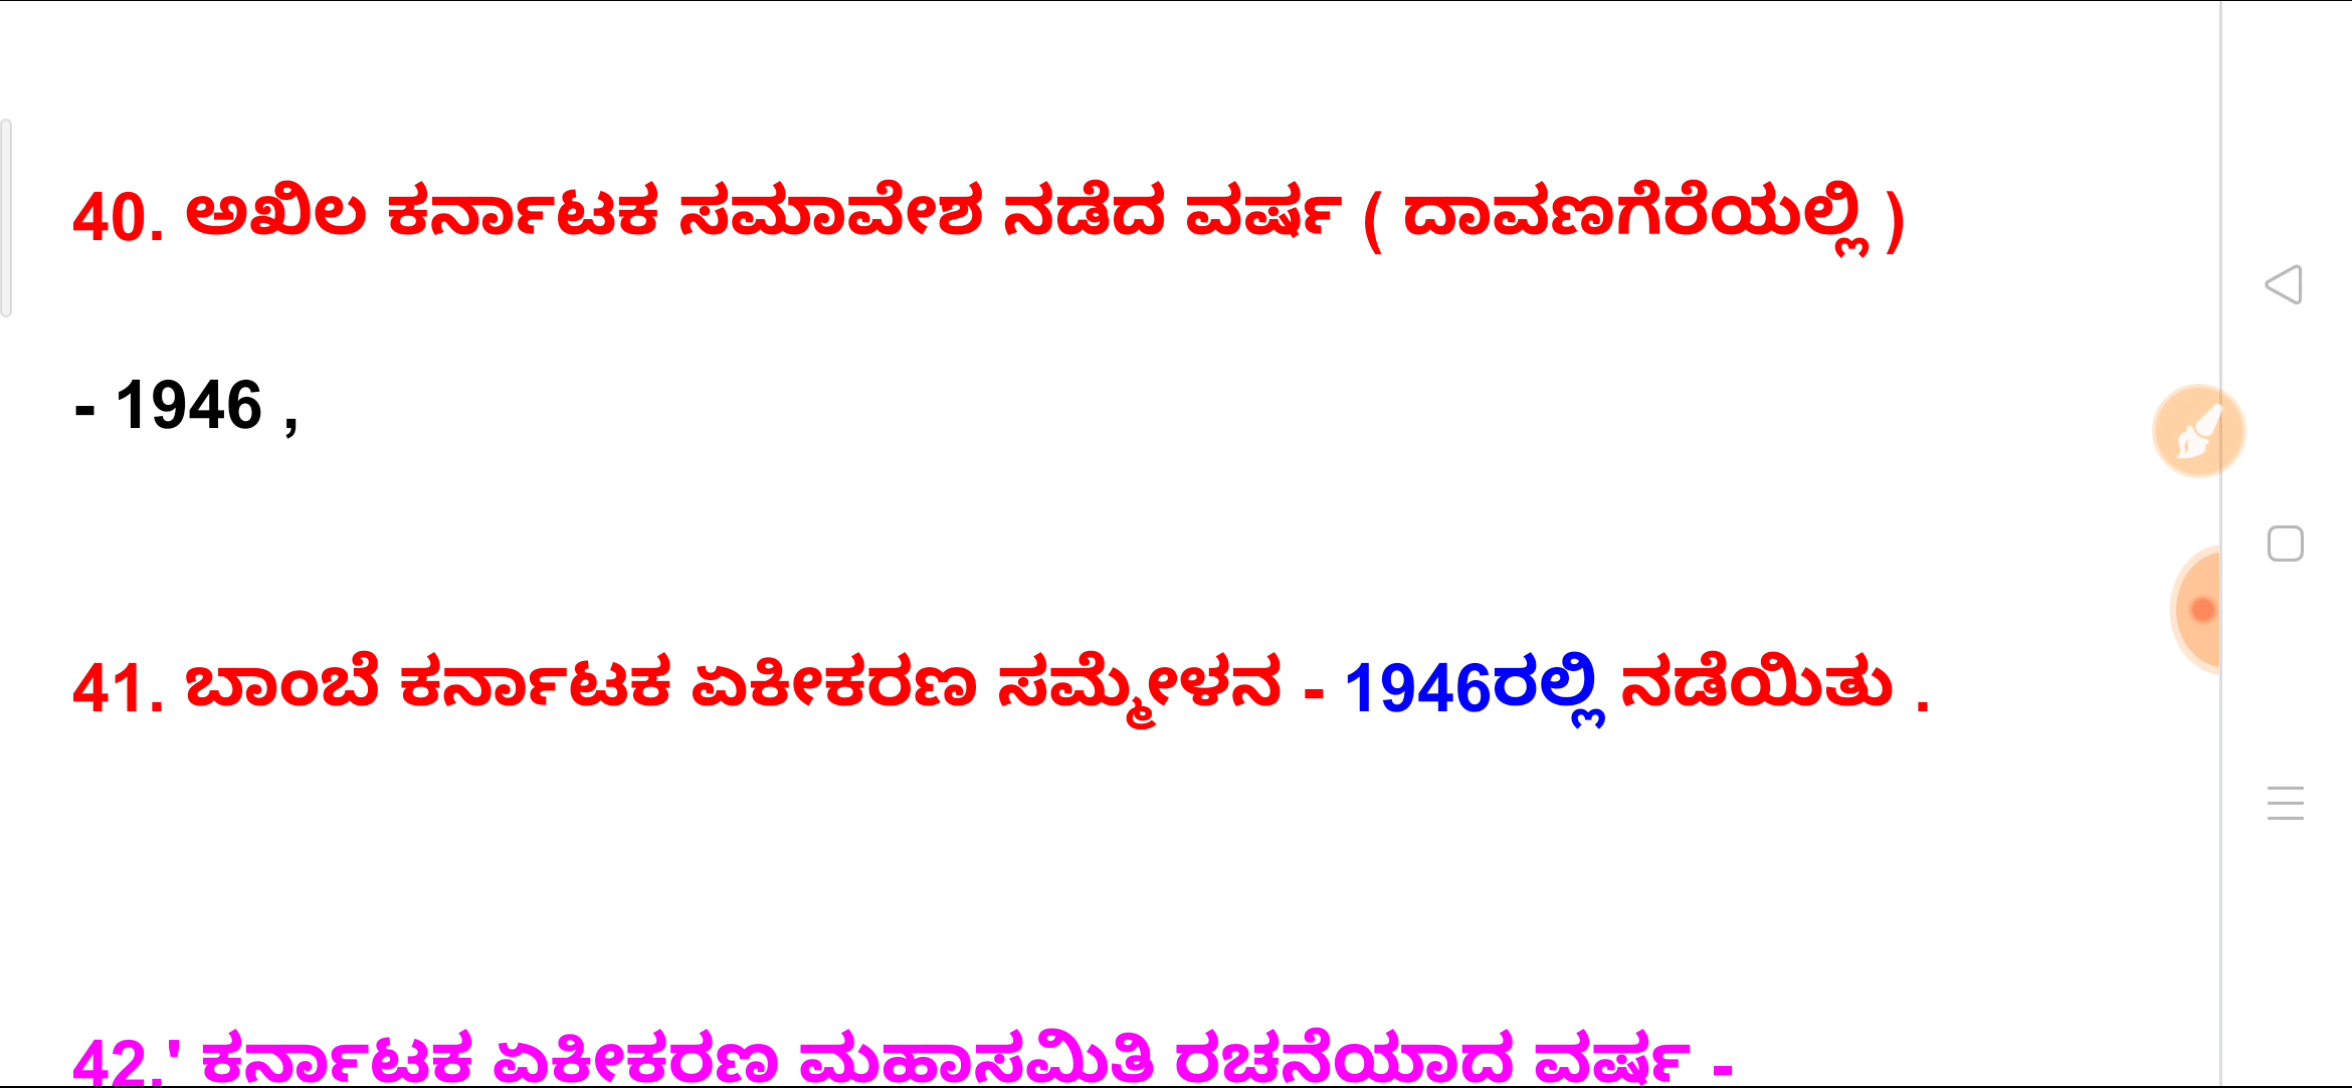 40. ಅಖಿಲ ಕರ್ನಾಟಕ ಸಮಾವೇಶ ನಡೆದ ವರ್ಷ ( ದಾವಣಗೆರೆಯಲ್ಲಿ )
- 1946 ,
41. ಬಾಂಬೆ ಕರ್ನಾಟಕ ಏಕೀಕರಣ ಸಮ್ಮೇಳನ - 1946ರಲ್ಲಿ ನಡೆಯಿತು .
42.' ಕರ್ನಾಟಕ ಏಕೀಕರಣ ಮಹಾಸಮಿತಿ ರಚನೆಯಾದ ವರ್ಷ -